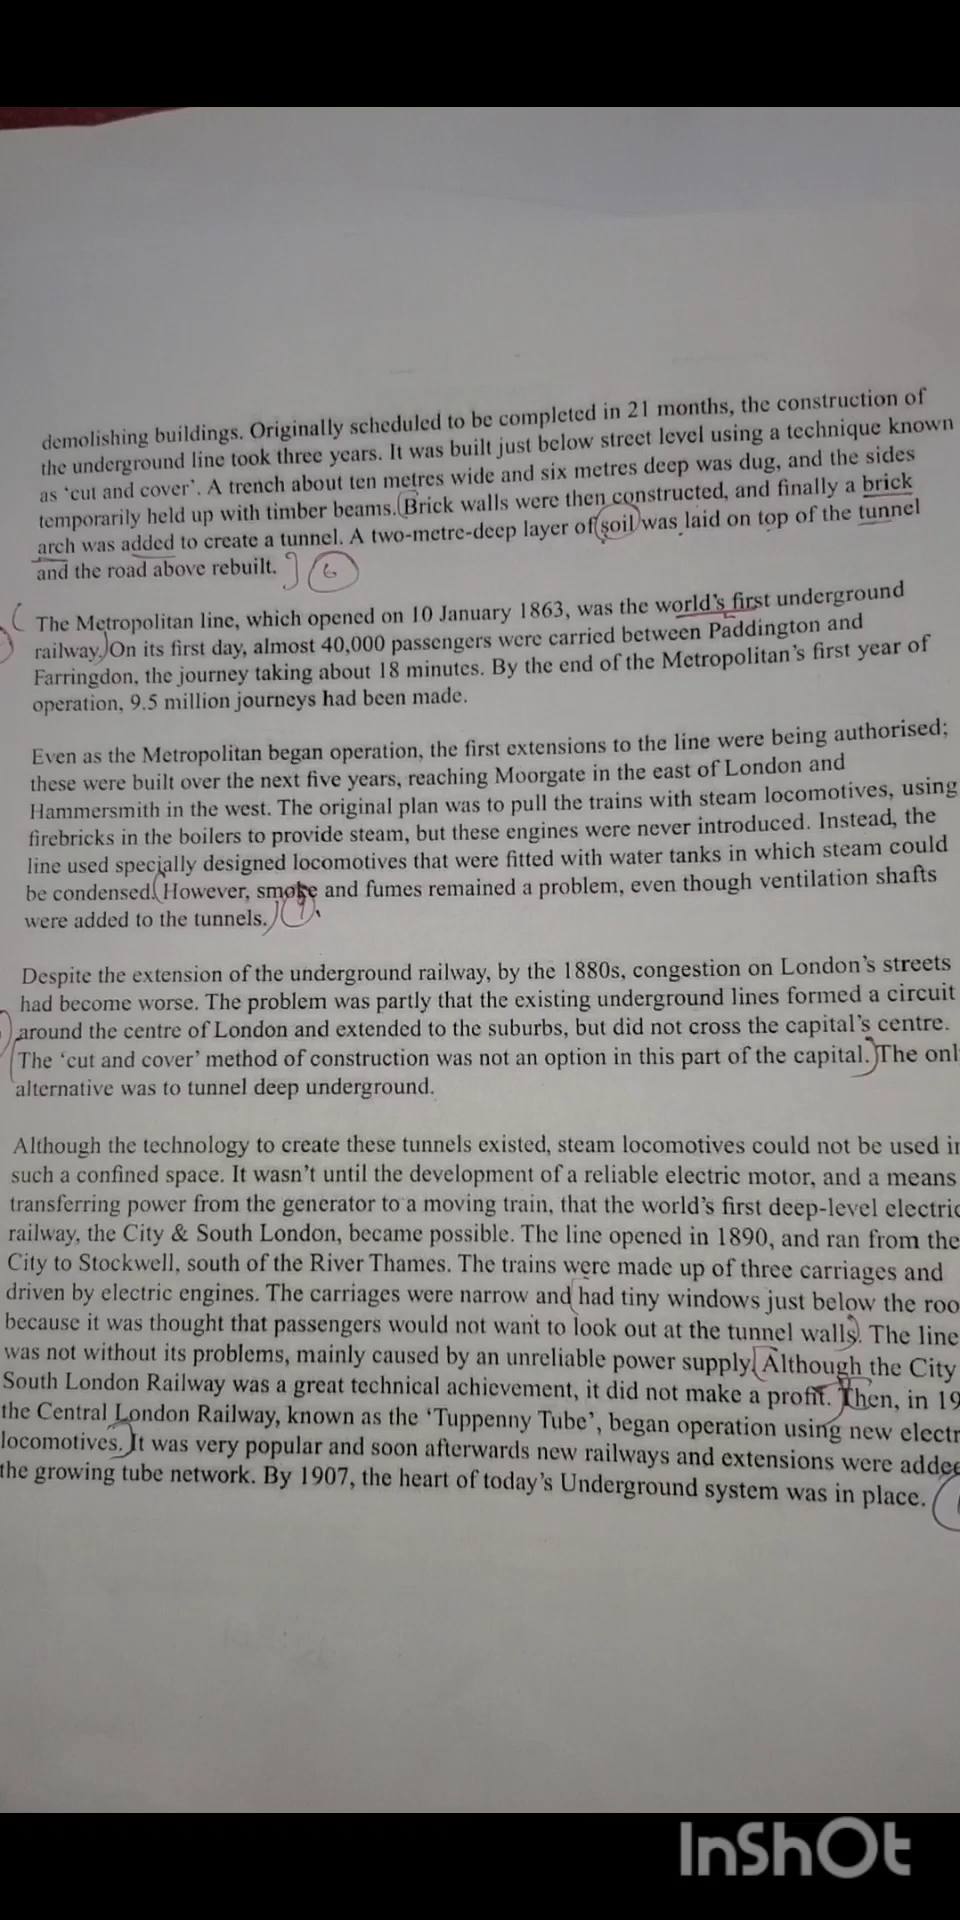 demolishing buildings. Originally scheduled to be completed in 21 months, the construction of
the underground line took three years. It was built just below street level using a technique known
as ‘cut and cover’. A trench about ten metres wide and six metres deep was dug, and the sides
temporarily held up with timber beams. Brick walls were then constructed, and finally a brick
arch was added to create a tunnel. A two-metre-deep layer of soil was laid on top of the tunnel
and the road above rebuilt. 6
The Metropolitan line, which opened on 10 January 1863, was the world’s first underground
railway. On its first day, almost 40,000 passengers were carried between Paddington and
Farringdon, the journey taking about 18 minutes. By the end of the Metropolitan’s first year of
operation, 9.5 million journeys had been made.
Even as the Metropolitan began operation, the first extensions to the line were being authorised;
these were built over the next five years, reaching Moorgate in the east of London and
Hammersmith in the west. The original plan was to pull the trains with steam locomotives, using
firebricks in the boilers to provide steam, but these engines were never introduced. Instead, the
line used specially designed locomotives that were fitted with water tanks in which steam could
be condensed. However, smoke and fumes remained a problem, even though ventilation shafts
were added to the tunnels.
Despite the extension of the underground railway, by the 1880s, congestion on London’s streets
had become worse. The problem was partly that the existing underground lines formed a circuit
around the centre of London and extended to the suburbs, but did not cross the capital’s centre.
The ‘cut and cover’ method of construction was not an option in this part of the capital. The onl
alternative was to tunnel deep underground.
Although the technology to create these tunnels existed, steam locomotives could not be used in
such a confined space. It wasn’t until the development of a reliable electric motor, and a means
transferring power from the generator to a moving train, that the world’s first deep-level electric
railway, the City & South London, became possible. The line opened in 1890, and ran from the
City to Stockwell, south of the River Thames. The trains were made up of three carriages and
driven by electric engines. The carriages were narrow and had tiny windows just below the roo
because it was thought that passengers would not want to look out at the tunnel walls. The line
was not without its problems, mainly caused by an unreliable power supply. Although the City
South London Railway was a great technical achievement, it did not make a profit. Then, in 19
the Central London Railway, known as the ‘Tuppenny Tube’, began operation using new electr
locomotives. It was very popular and soon afterwards new railways and extensions were adde
the growing tube network. By 1907, the heart of today’s Underground system was in place.
InShOt